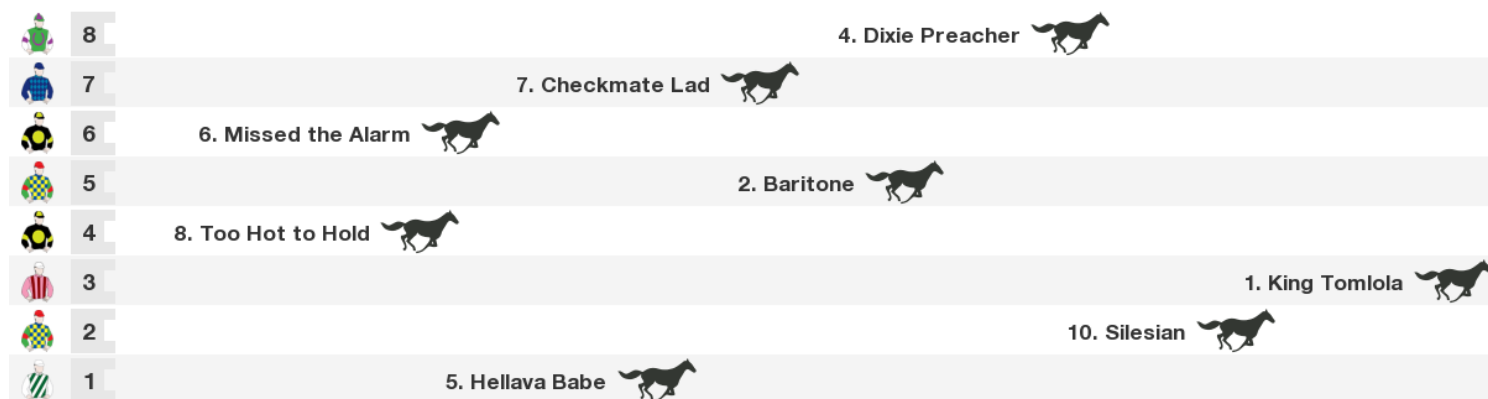 8 4. Dixie Preacher
7 7. Checkmate Lad
6 6. Missed the Alarm
5 2. Baritone
4 8. Too Hot to Hold
3 1. King Tomlola
2 10. Silesian
1 5. Hellava Babe